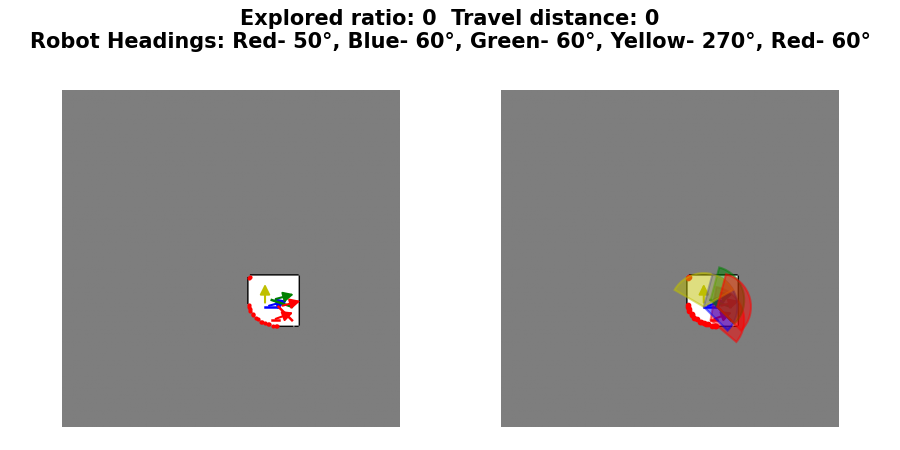 Explored ratio: 0  Travel distance: 0
Robot Headings: Red- 50°, Blue- 60°, Green- 60°, Yellow- 270°, Red- 60°